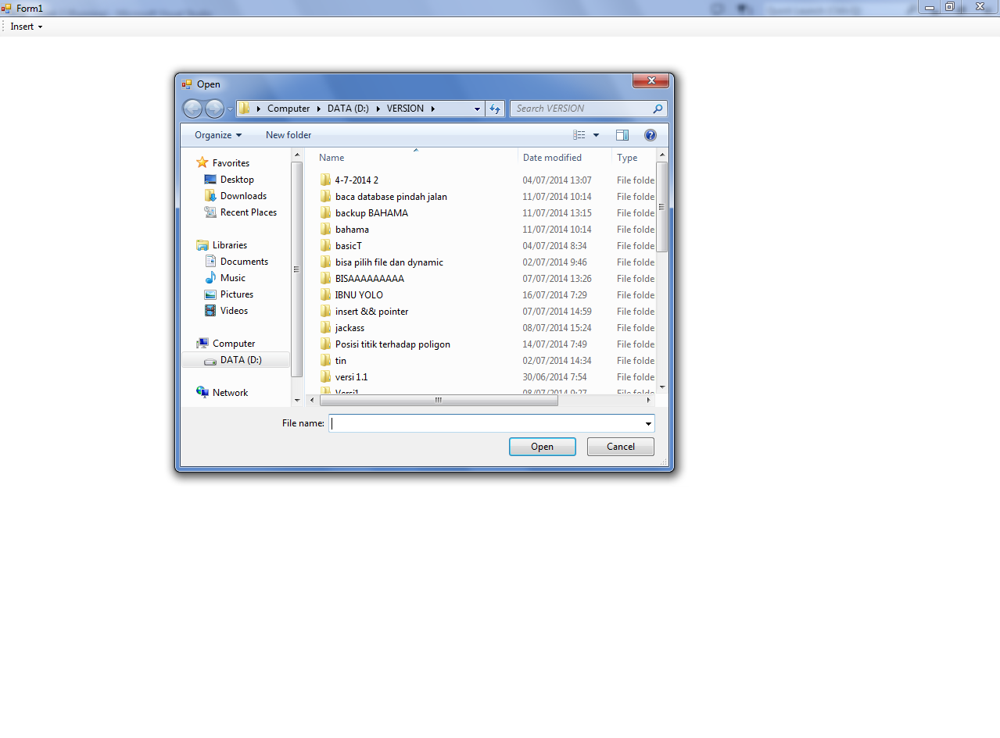 Form1
Insert
Open
Computer DATA (D:) VERSION Search VERSION
Organize New folder
Favorites
Desktop
Downloads
Recent Places
Libraries
Documents
Music
Pictures
Videos
Computer
DATA (D:)
Network
Name Date modified Type
4-7-2014 2 04/07/2014 13:07 File folde
baca database pindah jalan 11/07/2014 10:14 File folde
backup BAHAMA 11/07/2014 13:15 File folde
bahama 11/07/2014 10:14 File folde
basicT 04/07/2014 8:34 File folde
bisa pilih file dan dynamic 02/07/2014 9:46 File folde
BISAAAAAAAAA 07/07/2014 13:26 File folde
IBNU YOLO 16/07/2014 7:29 File folde
insert && pointer 07/07/2014 14:59 File folde
jackass 08/07/2014 15:24 File folde
Posisi titik terhadap poligon 14/07/2014 7:49 File folde
tin 02/07/2014 14:34 File folde
versi 1.1 30/06/2014 7:54 File folde
Versi1 08/07/2014 9:27 File folde
File name:
Open Cancel